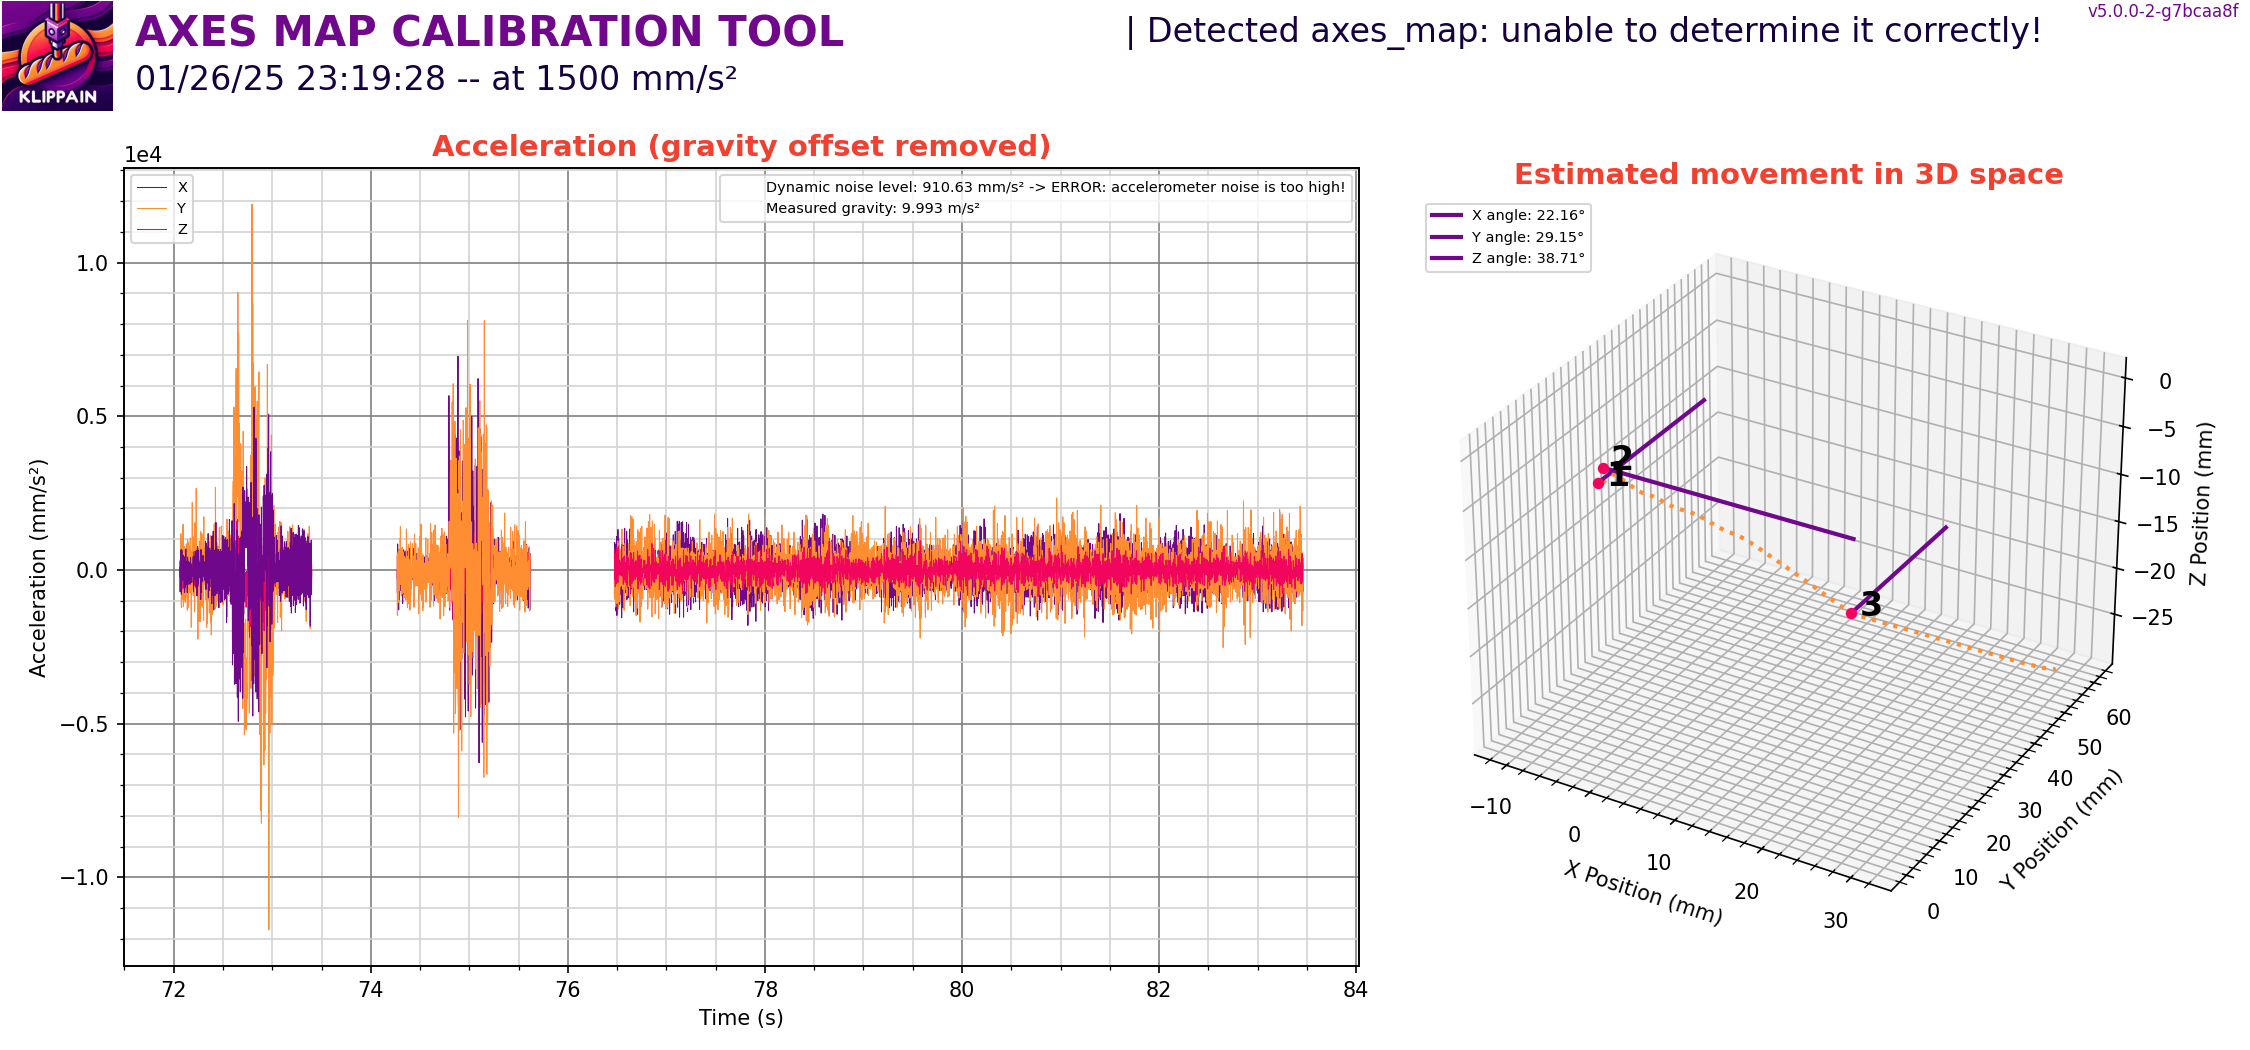 AXES MAP CALIBRATION TOOL
| Detected axes_map: unable to determine it correctly!
v5.0.0-2-g7bcaa8f
01/26/25 23:19:28 -- at 1500 mm/s²
KLIPPAIN
Acceleration (gravity offset removed)
1e4
X
Y
Z
Dynamic noise level: 910.63 mm/s² -> ERROR: accelerometer noise is too high!
Measured gravity: 9.993 m/s²
1.0
0.5
0.0
−0.5
−1.0
Acceleration (mm/s²)
72
74
76
78
80
82
84
Time (s)
Estimated movement in 3D space
X angle: 22.16°
Y angle: 29.15°
Z angle: 38.71°
2
1
3
0
−5
−10
−15
−20
−25
Z Position (mm)
−10
0
10
20
30
X Position (mm)
0
10
20
30
40
50
60
Y Position (mm)